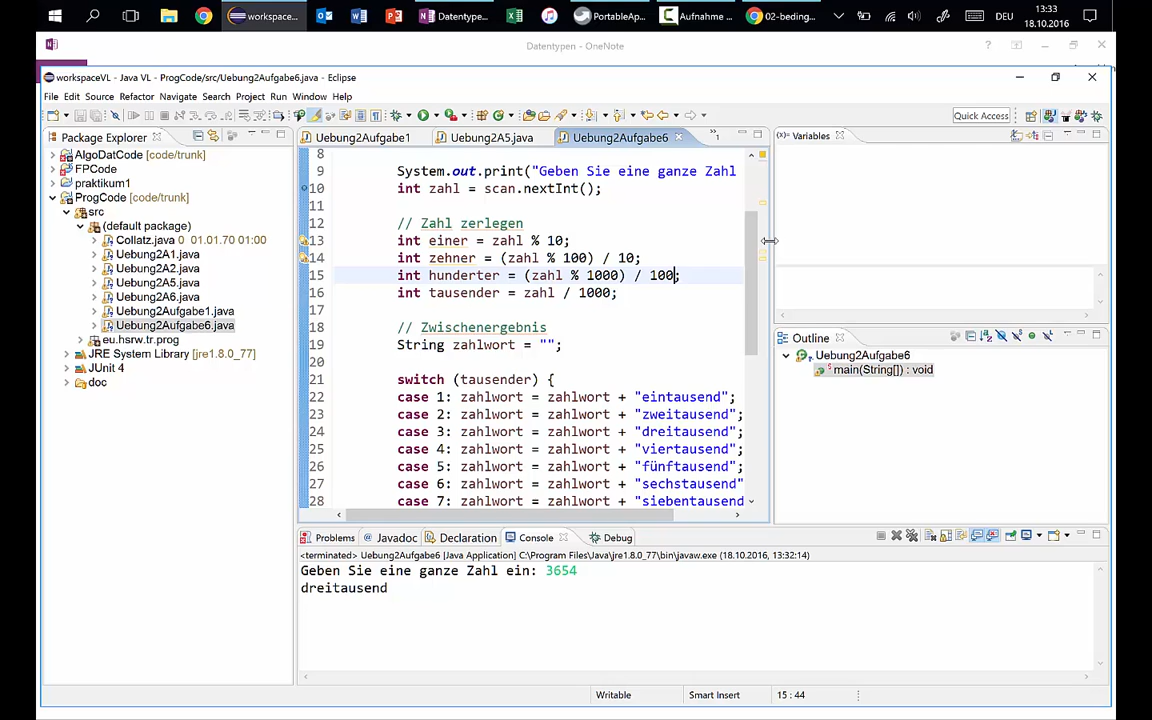 workspace...
Datentype...
PortableAp...
Aufnahme ...
02-beding...
DEU
13:33
18.10.2016
Datentypen - OneNote
workspaceVL - Java VL - ProgCode/src/Uebung2Aufgabe6.java - Eclipse
File Edit Source Refactor Navigate Search Project Run Window Help
Quick Access
Package Explorer
Uebung2Aufgabe1
Uebung2A5.java
Uebung2Aufgabe6
Variables
AlgoDatCode [code/trunk]
FPCode
praktikum1
ProgCode [code/trunk]
src
(default package)
Collatz.java 0 01.01.70 01:00
Uebung2A1.java
Uebung2A2.java
Uebung2A5.java
Uebung2A6.java
Uebung2Aufgabe1.java
Uebung2Aufgabe6.java
eu.hsrw.tr.prog
JRE System Library [jre1.8.0_77]
JUnit 4
doc
8
9 System.out.print("Geben Sie eine ganze Zahl
10 int zahl = scan.nextInt();
11
12 // Zahl zerlegen
13 int einer = zahl % 10;
14 int zehner = (zahl % 100) / 10;
15 int hunderter = (zahl % 1000) / 100;
16 int tausender = zahl / 1000;
17
18 // Zwischenergebnis
19 String zahlwort = "";
20
21 switch (tausender) {
22 case 1: zahlwort = zahlwort + "eintausend";
23 case 2: zahlwort = zahlwort + "zweitausend";
24 case 3: zahlwort = zahlwort + "dreitausend";
25 case 4: zahlwort = zahlwort + "viertausend";
26 case 5: zahlwort = zahlwort + "fünftausend";
27 case 6: zahlwort = zahlwort + "sechstausend"
28 case 7: zahlwort = zahlwort + "siebentausend
Outline
Uebung2Aufgabe6
main(String[]) : void
Problems
Javadoc
Declaration
Console
Debug
<terminated> Uebung2Aufgabe6 [Java Application] C:\Program Files\Java\jre1.8.0_77\bin\javaw.exe (18.10.2016, 13:32:14)
Geben Sie eine ganze Zahl ein: 3654
dreitausend
Writable
Smart Insert
15 : 44